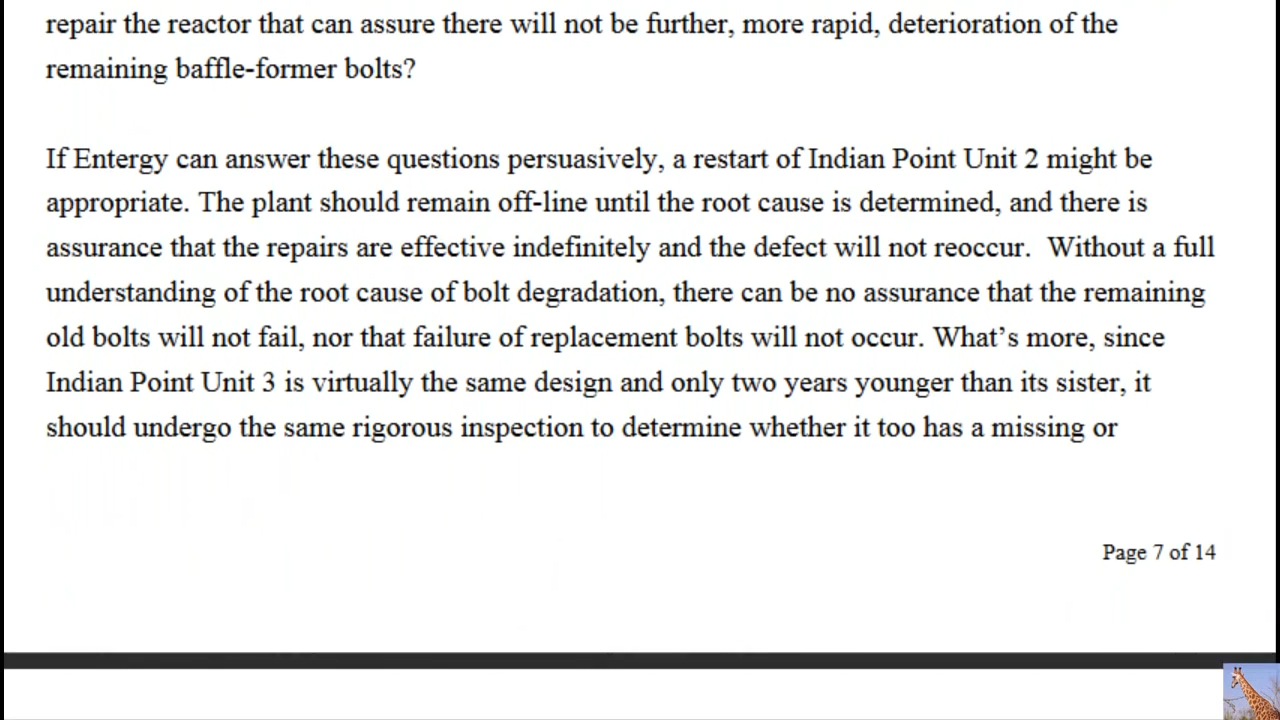 repair the reactor that can assure there will not be further, more rapid, deterioration of the
remaining baffle-former bolts?
If Entergy can answer these questions persuasively, a restart of Indian Point Unit 2 might be
appropriate. The plant should remain off-line until the root cause is determined, and there is
assurance that the repairs are effective indefinitely and the defect will not reoccur.  Without a full
understanding of the root cause of bolt degradation, there can be no assurance that the remaining
old bolts will not fail, nor that failure of replacement bolts will not occur. What’s more, since
Indian Point Unit 3 is virtually the same design and only two years younger than its sister, it
should undergo the same rigorous inspection to determine whether it too has a missing or
Page 7 of 14